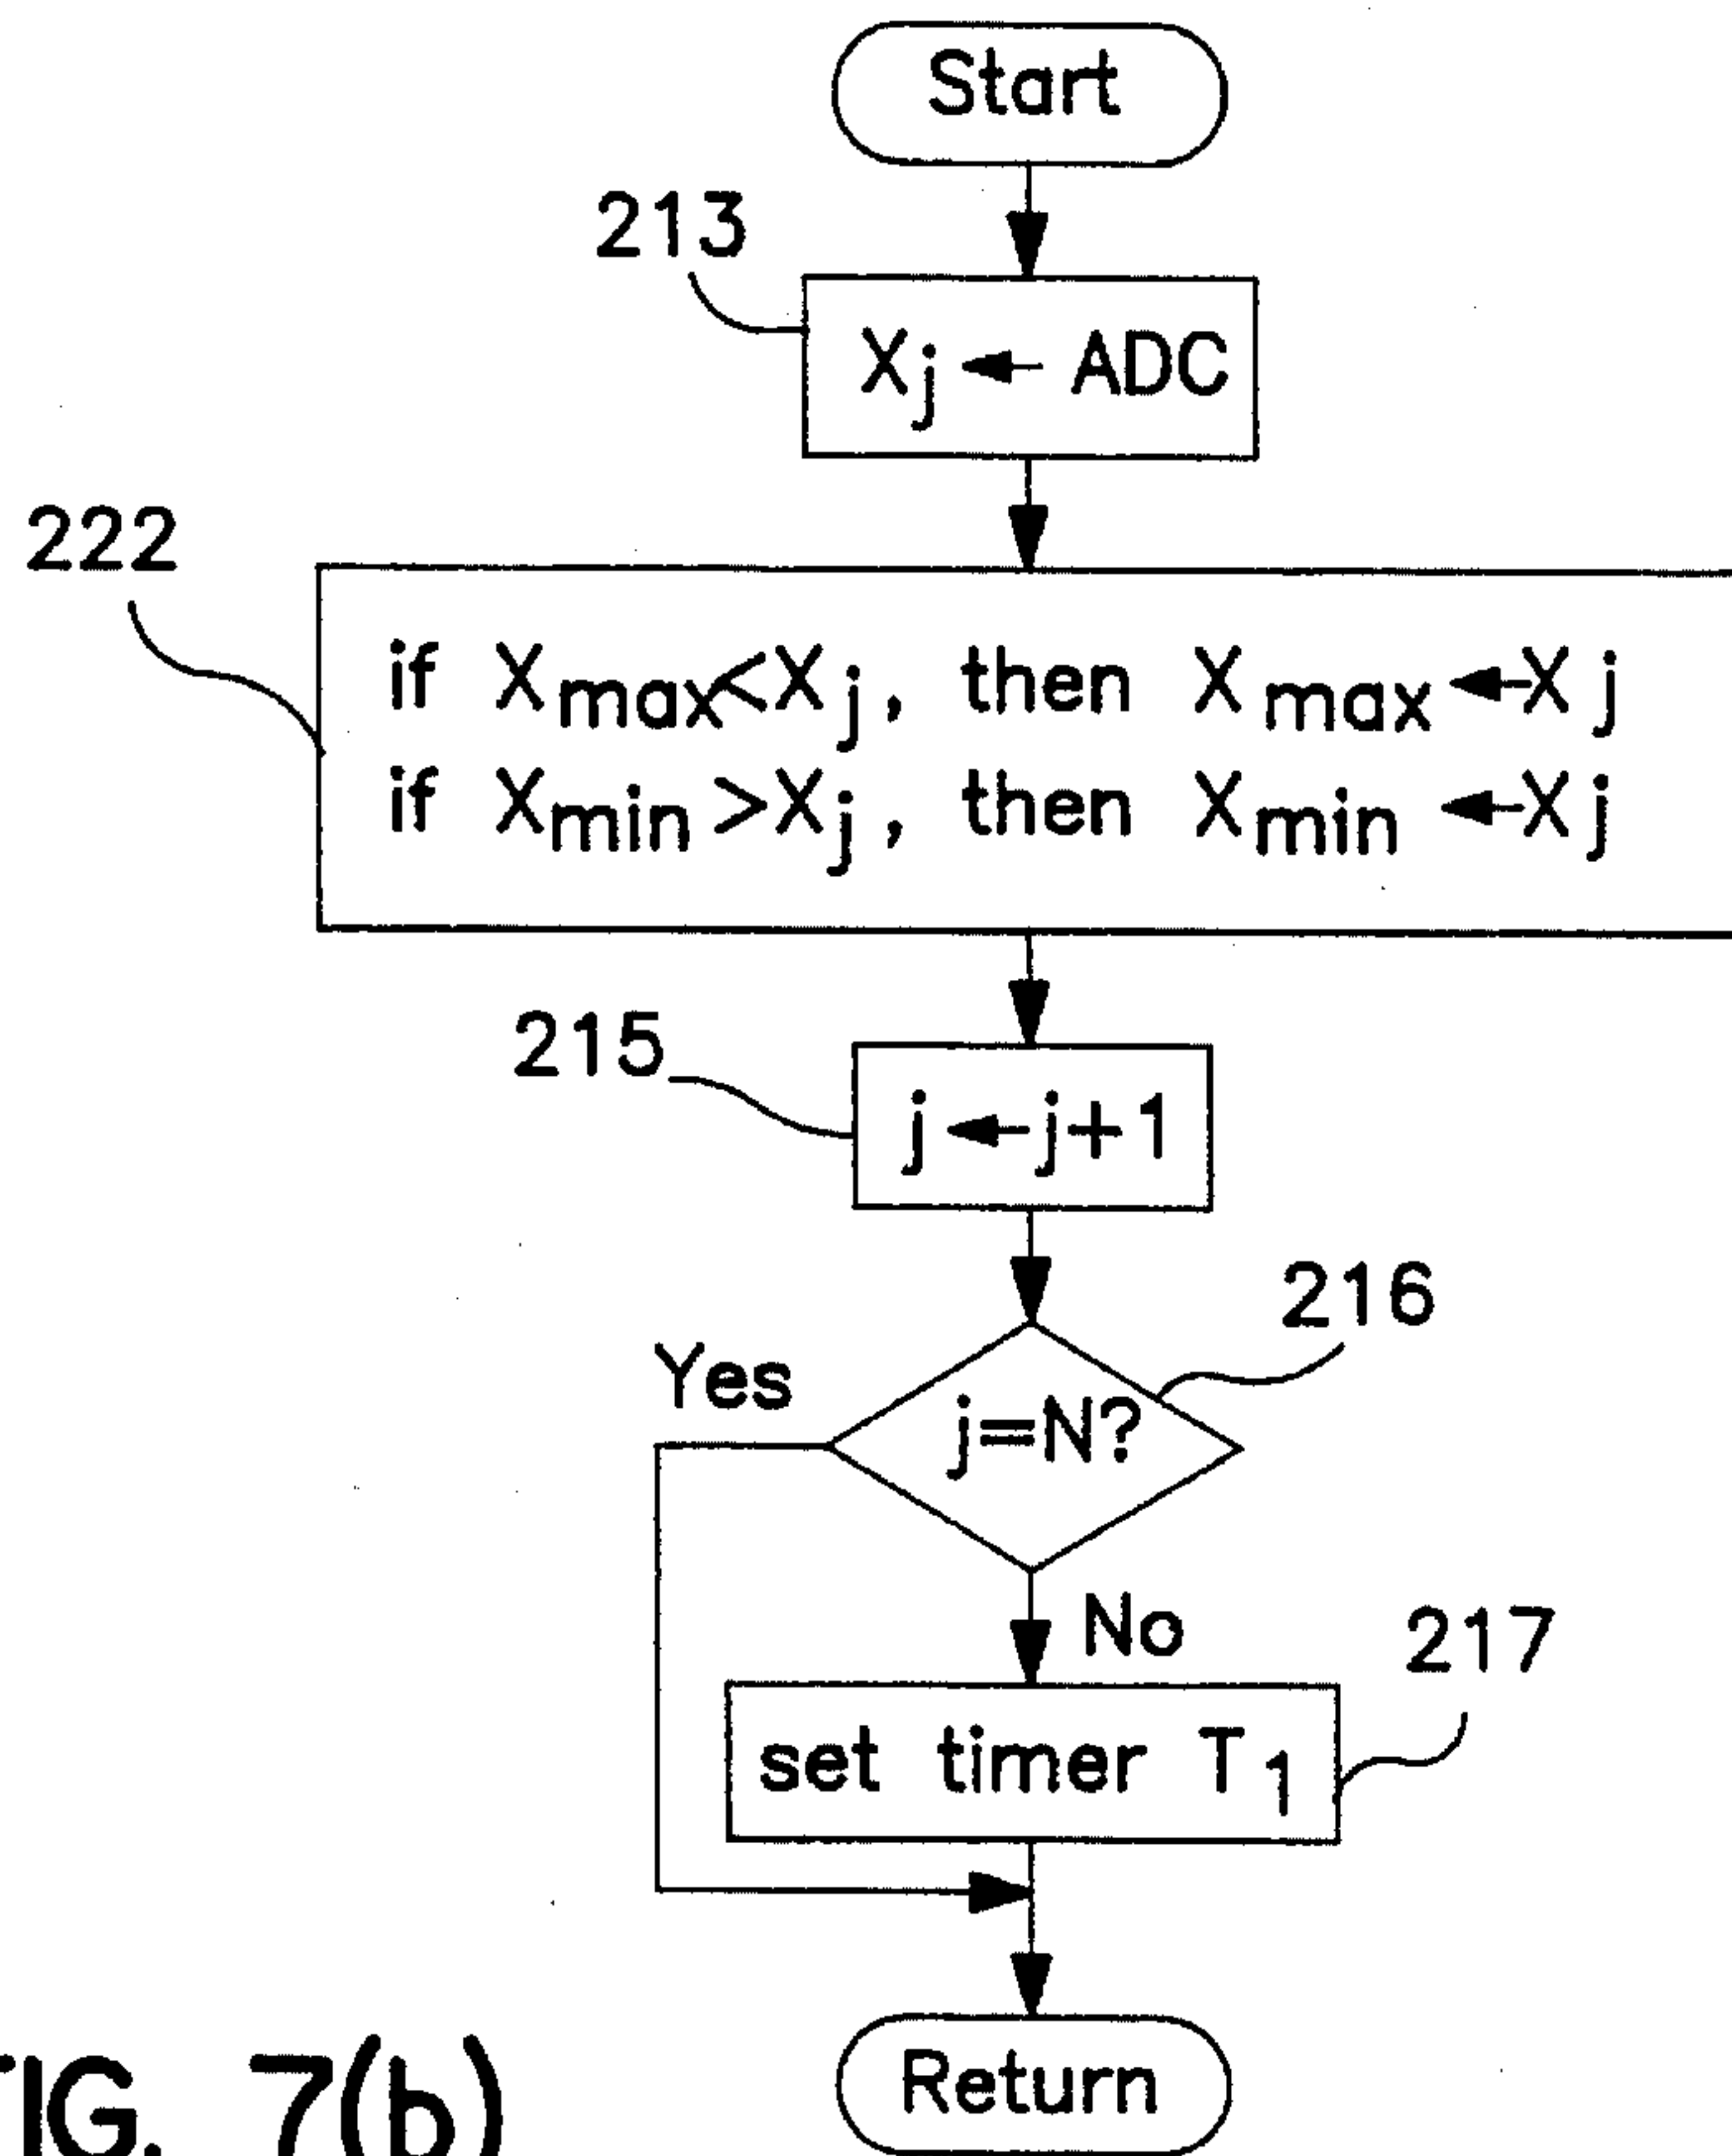 Start
213
Xj ← ADC
222
if Xmax<Xj, then Xmax←Xj
if Xmin>Xj, then Xmin ←Xj
215
j←j+1
216
Yes
j=N?
No
217
set timer T1
Return
FIG. 7(b)